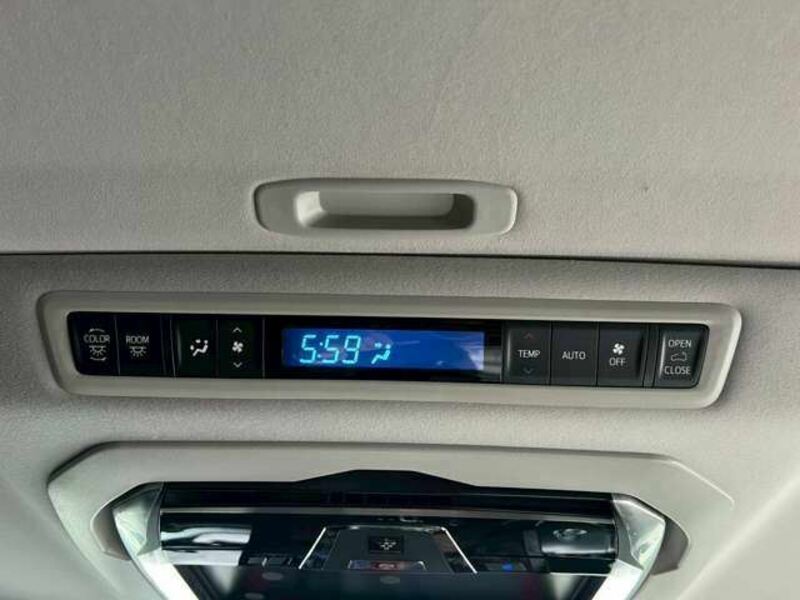 COLOR
ROOM
5:59
TEMP
AUTO
OFF
OPEN
CLOSE